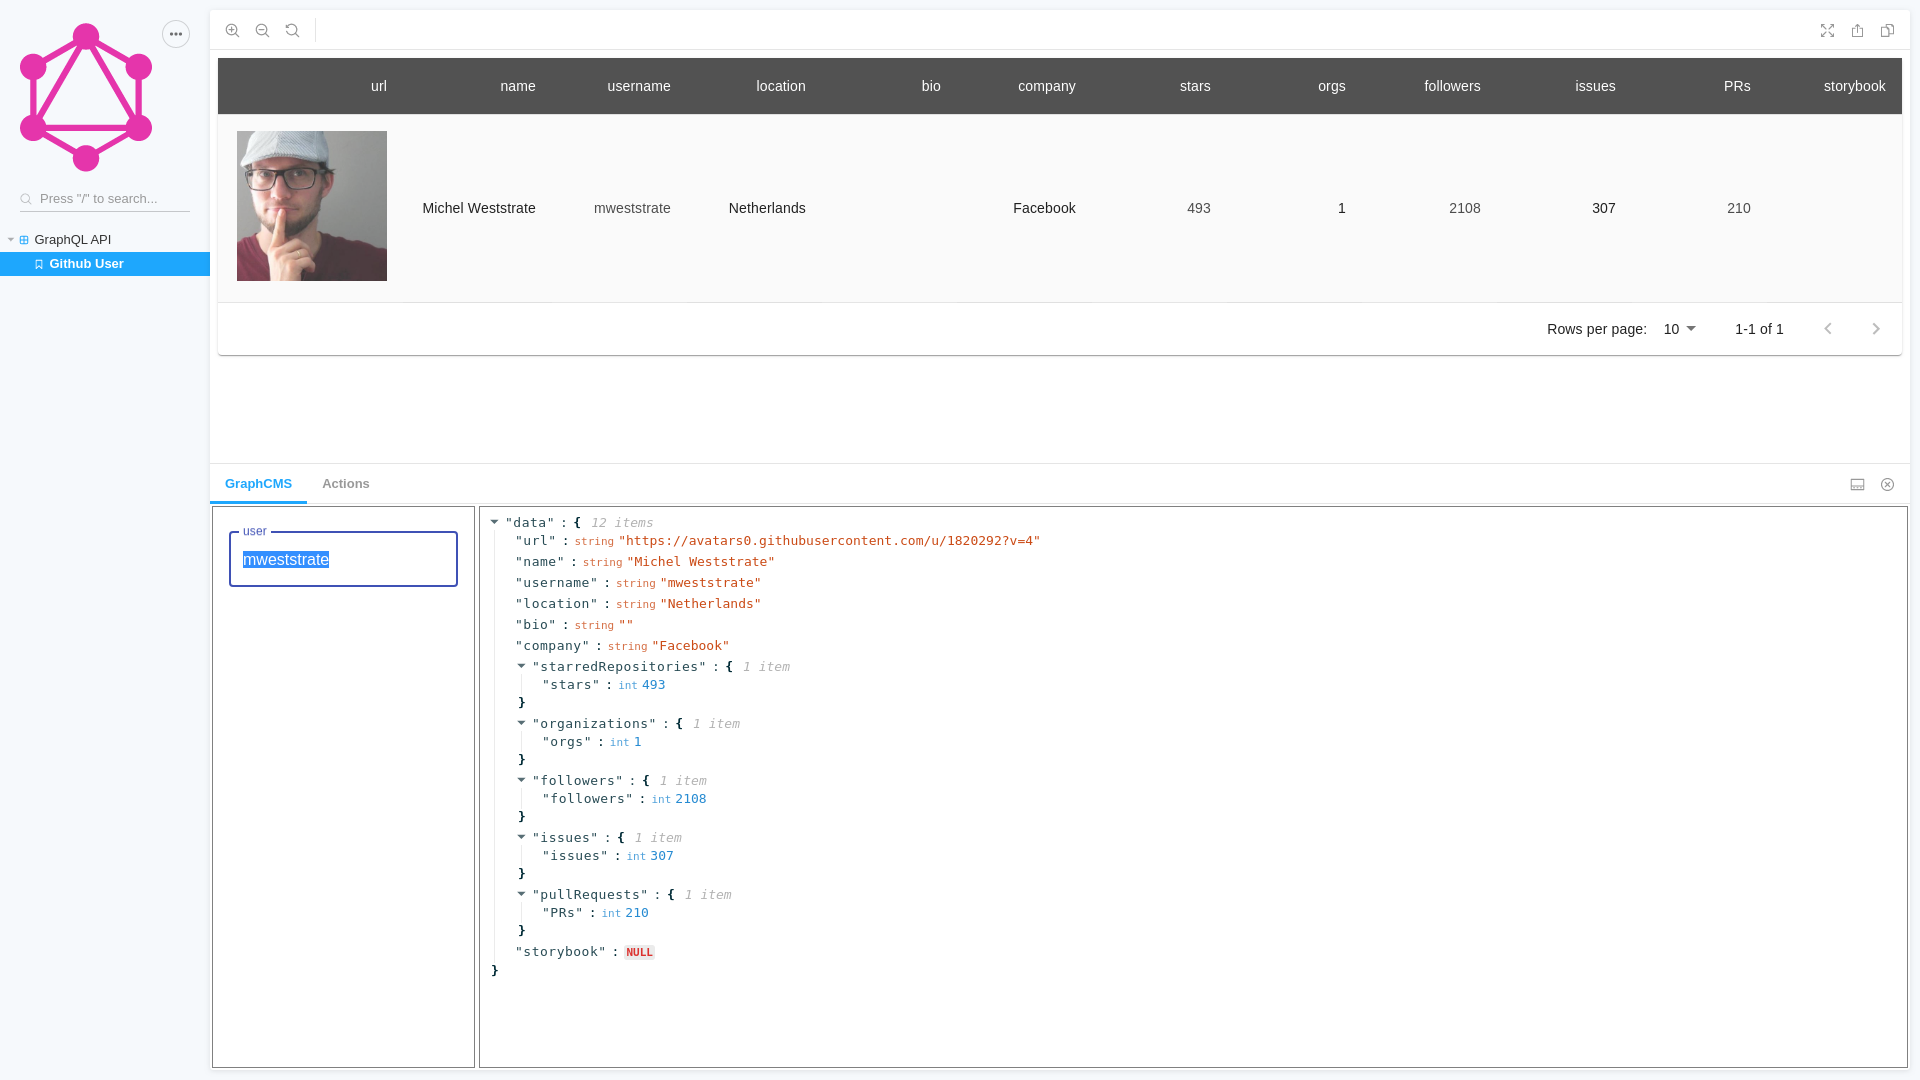 Press "/" to search...
GraphQL API
Github User
url name username location bio company stars orgs followers issues PRs storybook
Michel Weststrate mweststrate Netherlands Facebook 493 1 2108 307 210
Rows per page: 10 1-1 of 1
GraphCMS Actions
user
mweststrate
"data" : { 12 items
"url" : string "https://avatars0.githubusercontent.com/u/1820292?v=4"
"name" : string "Michel Weststrate"
"username" : string "mweststrate"
"location" : string "Netherlands"
"bio" : string ""
"company" : string "Facebook"
"starredRepositories" : { 1 item
"stars" : int 493
}
"organizations" : { 1 item
"orgs" : int 1
}
"followers" : { 1 item
"followers" : int 2108
}
"issues" : { 1 item
"issues" : int 307
}
"pullRequests" : { 1 item
"PRs" : int 210
}
"storybook" : NULL
}